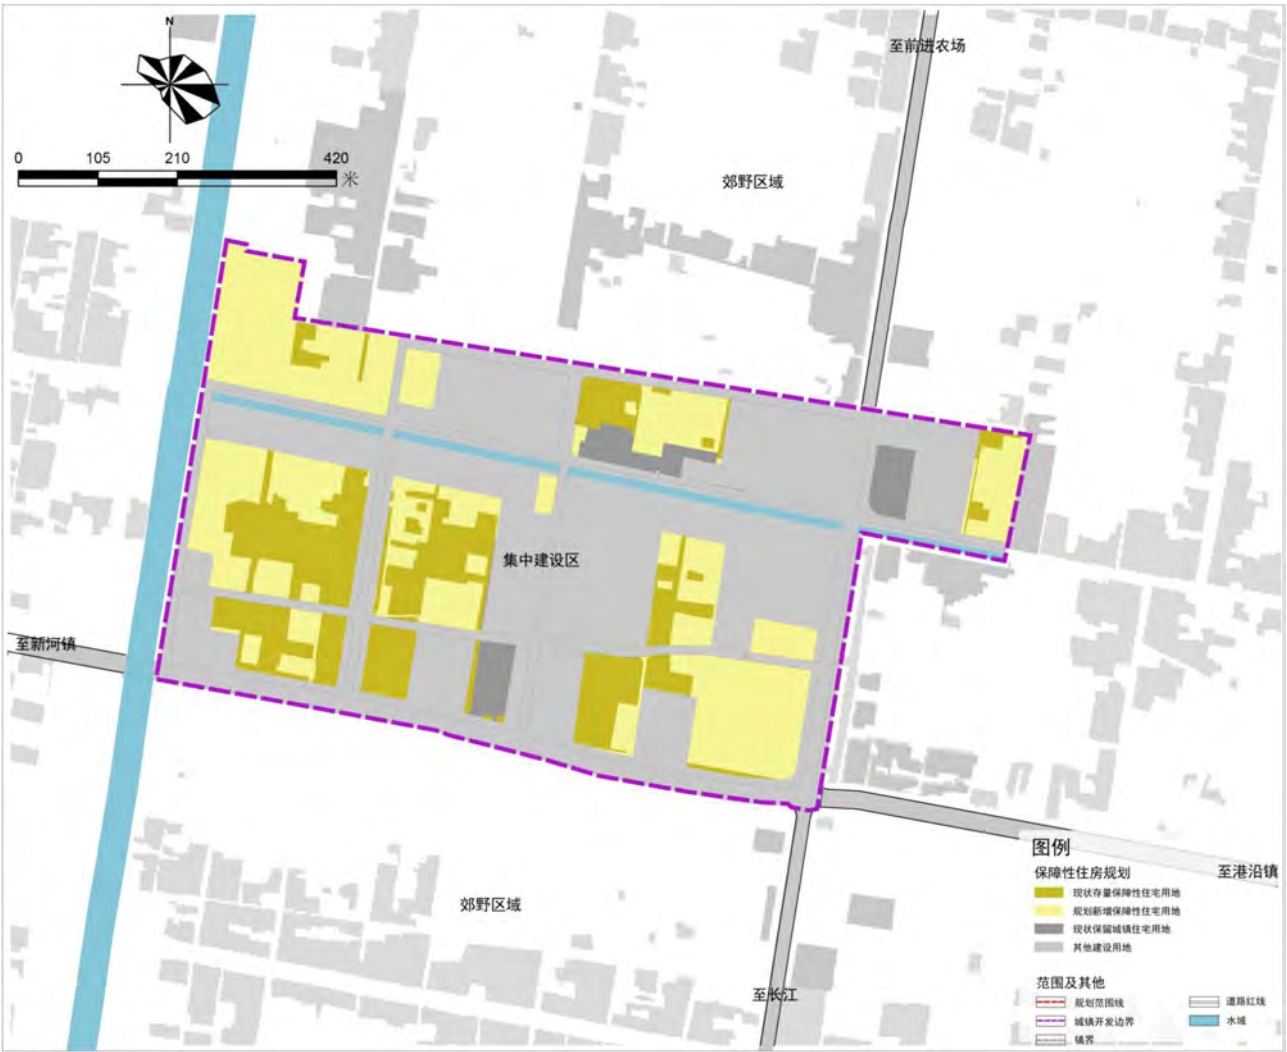 N
至前进农场
0 105 210 420
米
郊野区域
集中建设区
至新河镇
图例
保障性住房规划
现状存量保障性住宅用地
规划新增保障性住宅用地
现状保留城镇住宅用地
其他建设用地
至港沿镇
郊野区域
范围及其他
至长江
规划范围线
道路红线
城镇开发边界
水域
镇界